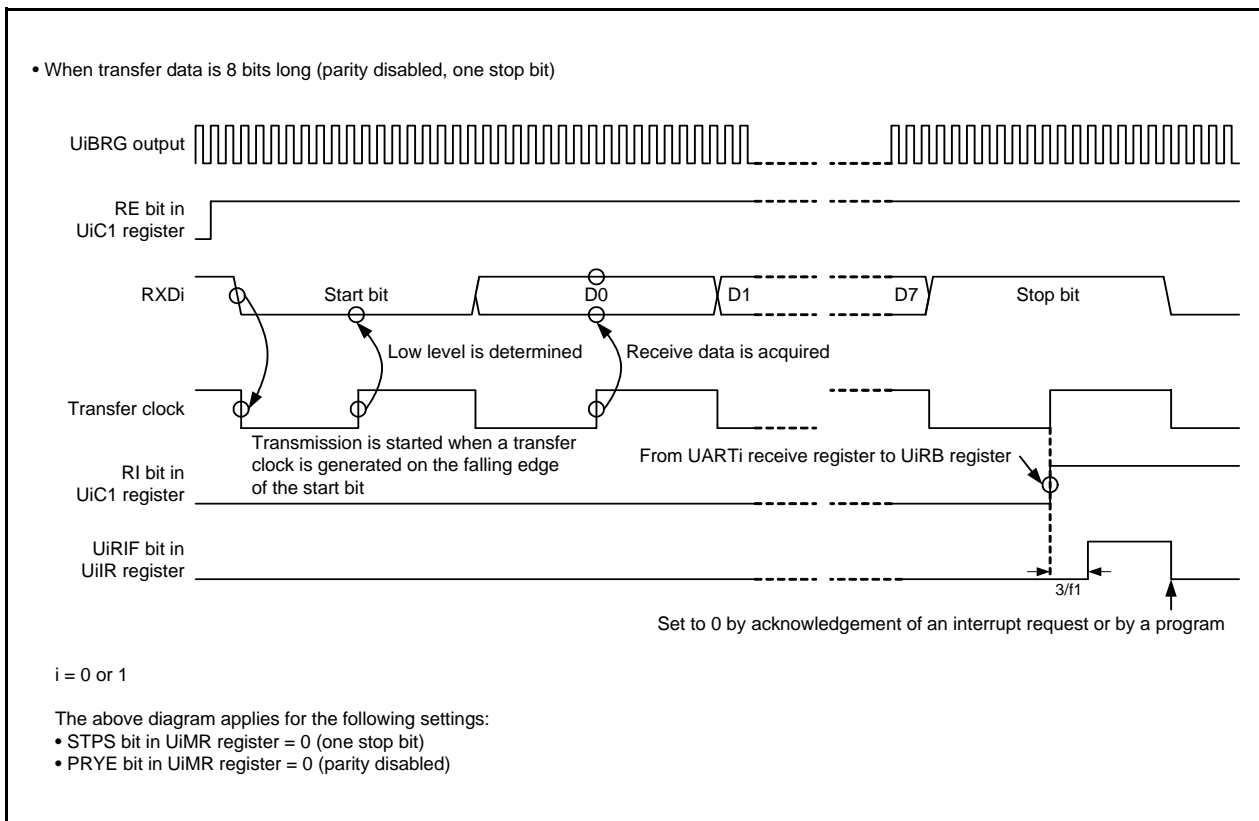 • When transfer data is 8 bits long (parity disabled, one stop bit)
UiBRG output
RE bit in
UiC1 register
RXDi
Start bit
D0
D1
D7
Stop bit
Low level is determined
Receive data is acquired
Transfer clock
Transmission is started when a transfer
clock is generated on the falling edge
of the start bit
From UARTi receive register to UiRB register
RI bit in
UiC1 register
UiRIF bit in
UiIR register
3/f1
Set to 0 by acknowledgement of an interrupt request or by a program
i = 0 or 1
The above diagram applies for the following settings:
• STPS bit in UiMR register = 0 (one stop bit)
• PRYE bit in UiMR register = 0 (parity disabled)